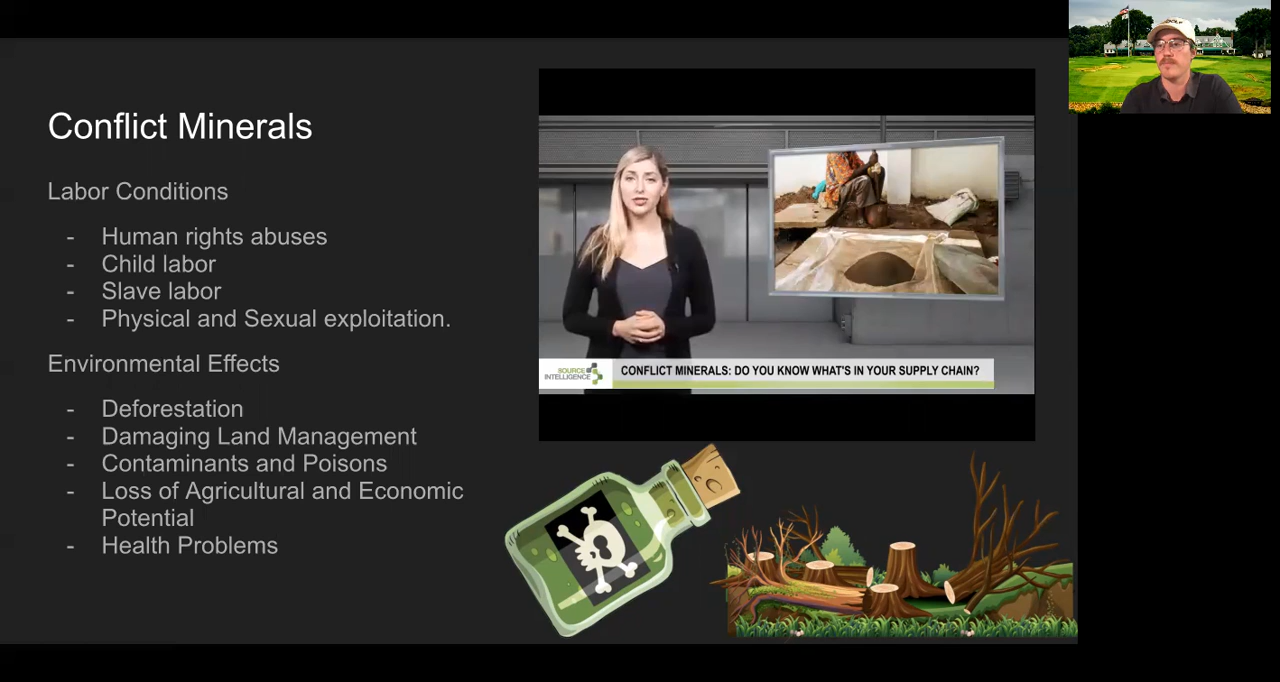 Conflict Minerals
Labor Conditions
- Human rights abuses
- Child labor
- Slave labor
- Physical and Sexual exploitation.
Environmental Effects
- Deforestation
- Damaging Land Management
- Contaminants and Poisons
- Loss of Agricultural and Economic
Potential
- Health Problems
SOURCE
INTELLIGENCE
CONFLICT MINERALS: DO YOU KNOW WHAT'S IN YOUR SUPPLY CHAIN?